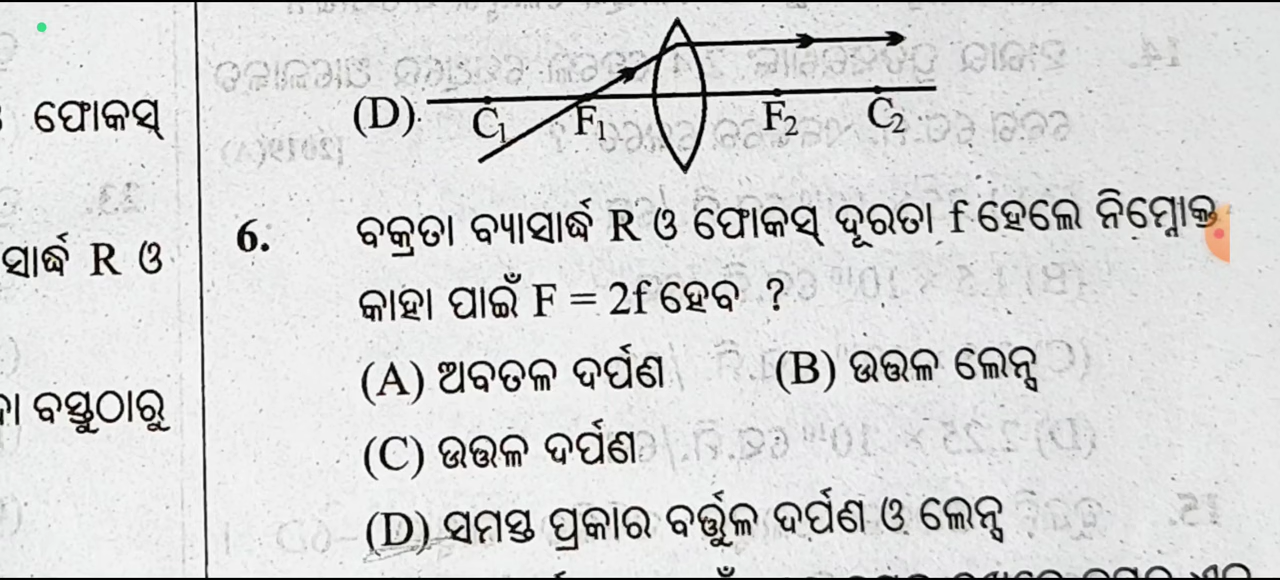 ଫୋକସ୍
ସାର୍ଦ୍ଧ R ଓ
ବସ୍ତୁଠାରୁ
(D)
C₁ F₁ F₂ C₂
6. ବକ୍ରତା ବ୍ୟାସାର୍ଦ୍ଧ R ଓ ଫୋକସ୍ ଦୂରତା f ହେଲେ ନିମ୍ନୋକ୍ତ
କାହା ପାଇଁ F = 2f ହେବ ?
(A) ଅବତଳ ଦର୍ପଣ (B) ଉତ୍ତଳ ଲେନ୍ସ
(C) ଉତ୍ତଳ ଦର୍ପଣ
(D) ସମସ୍ତ ପ୍ରକାର ବର୍ତ୍ତୁଳ ଦର୍ପଣ ଓ ଲେନ୍ସ